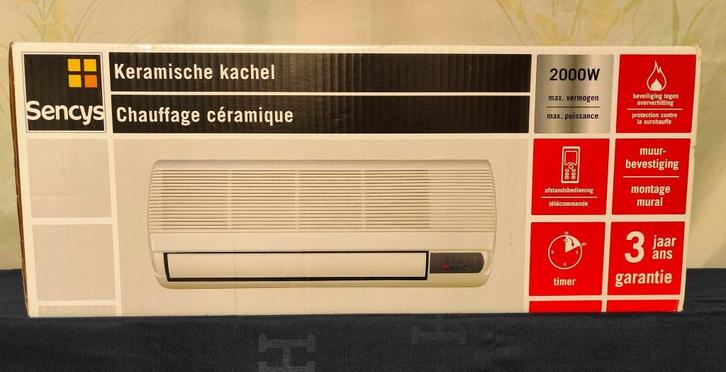 Sencys
Keramische kachel
Chauffage céramique
2000W
max. vermogen
max. puissance
beveiliging tegen
oververhitting
protection contre
la surchauffe
afstandsbediening
télécommande
muur-
bevestiging
montage
mural
timer
3 jaar
ans
garantie